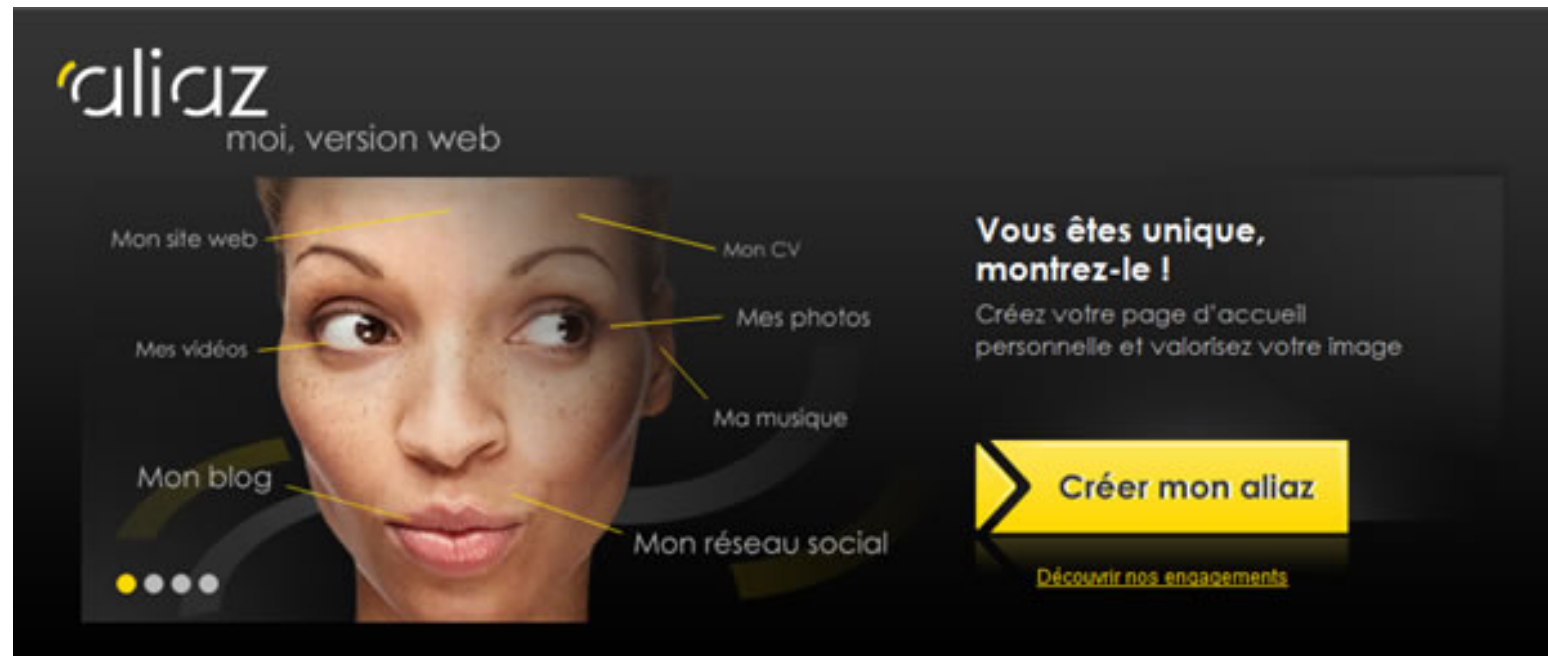 aliaz
moi, version web
Mon site web
Mon CV
Mes photos
Mes vidéos
Ma musique
Mon blog
Mon réseau social
Vous êtes unique,
montrez-le !
Créez votre page d'accueil
personnelle et valorisez votre image
Créer mon aliaz
Découvrir nos engagements